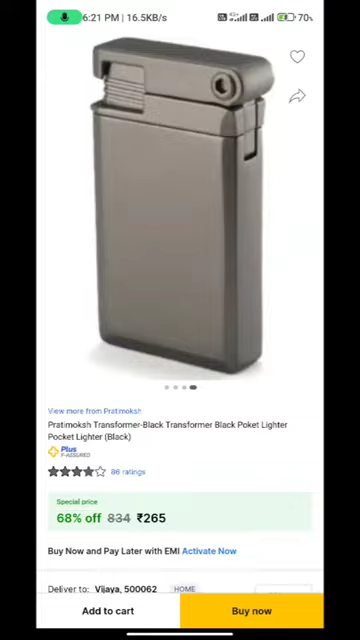 6:21 PM | 16.5KB/s
70%
View more from Pratimoksh
Pratimoksh Transformer-Black Transformer Black Poket Lighter
Pocket Lighter (Black)
Plus
F-ASSURED
86 ratings
Special price
68% off 834 ₹265
Buy Now and Pay Later with EMI Activate Now
Deliver to: Vijaya, 500062 HOME
Add to cart
Buy now